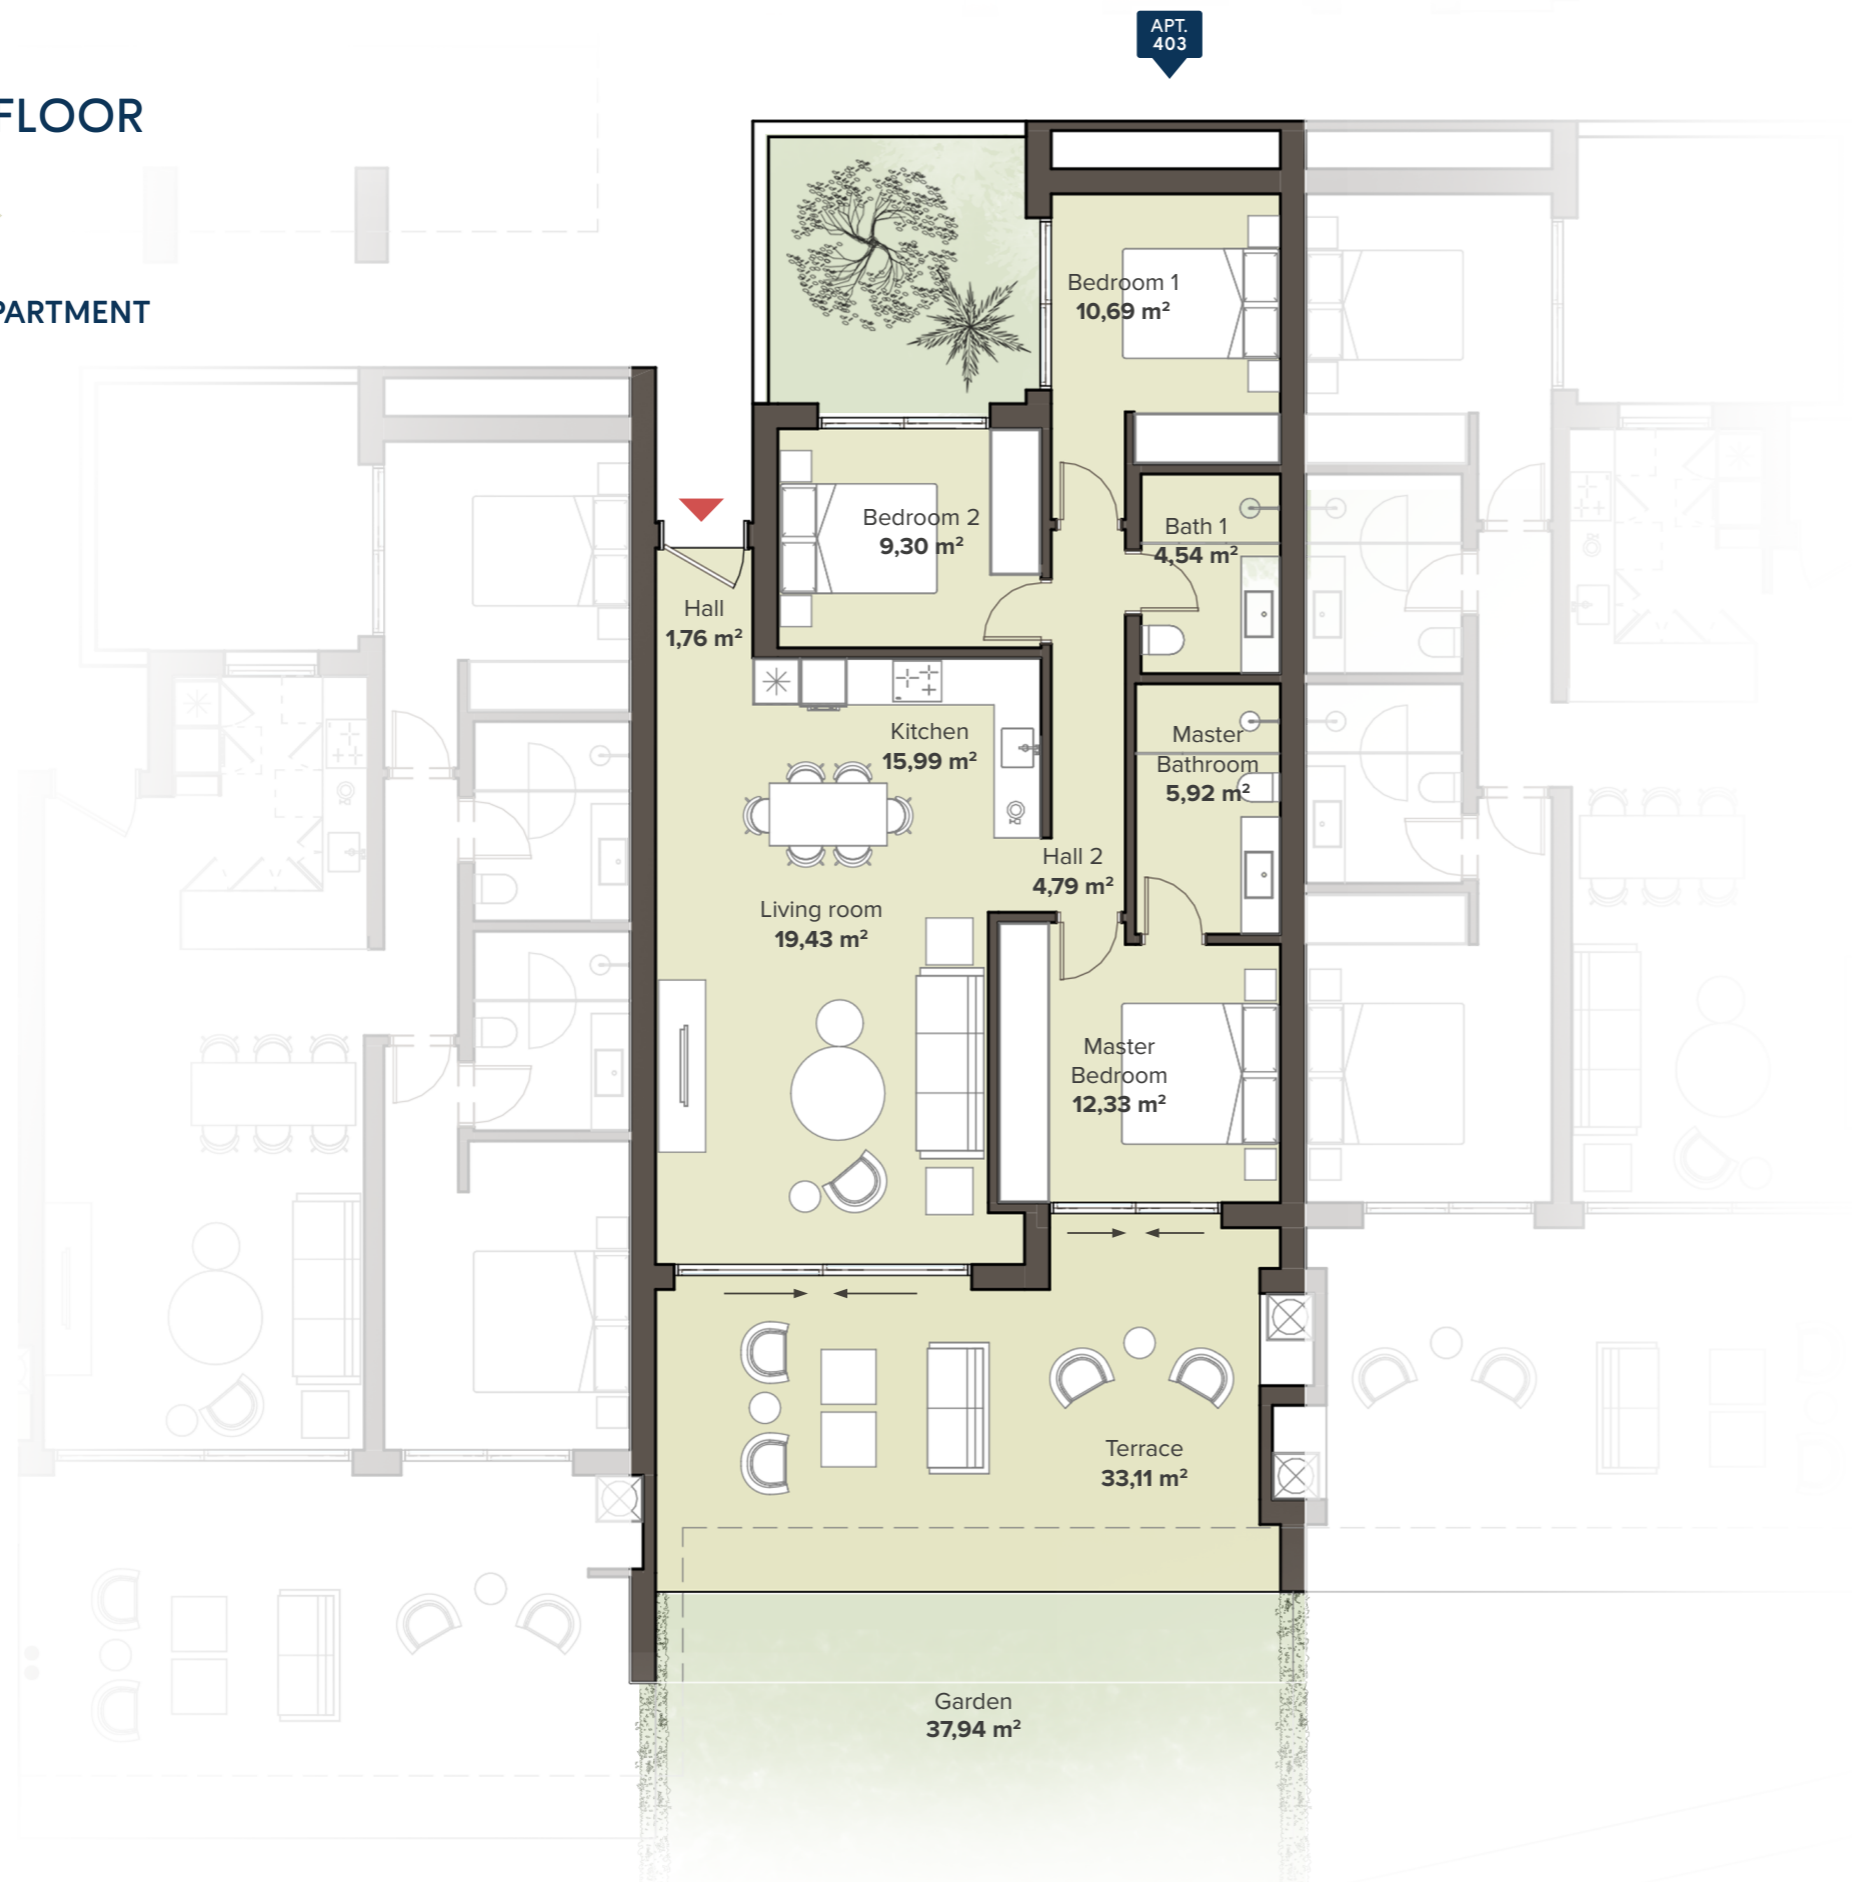 APT.
403
FLOOR
PARTMENT
Bedroom 1
10,69 m²
Bedroom 2
9,30 m²
Bath 1
4,54 m²
Hall
1,76 m²
Kitchen
15,99 m²
Master
Bathroom
5,92 m²
Hall 2
4,79 m²
Living room
19,43 m²
Master
Bedroom
12,33 m²
Terrace
33,11 m²
Garden
37,94 m²